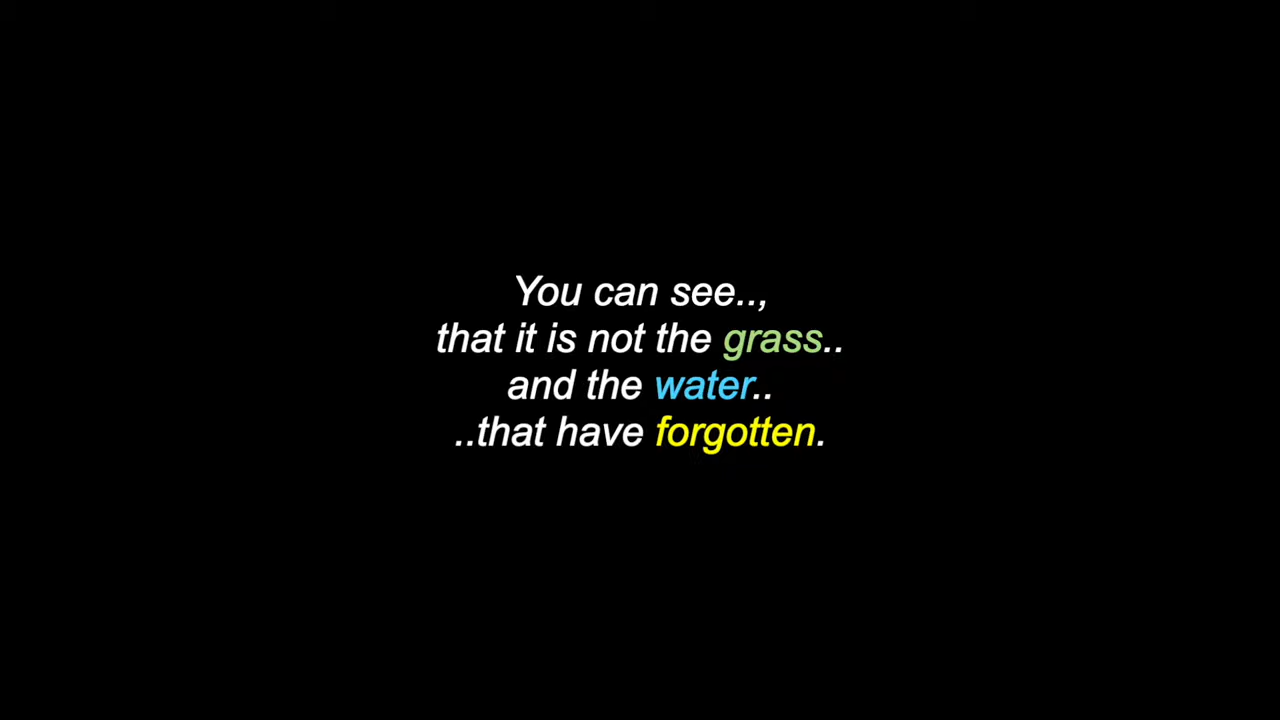 You can see..,
that it is not the grass..
and the water..
..that have forgotten.